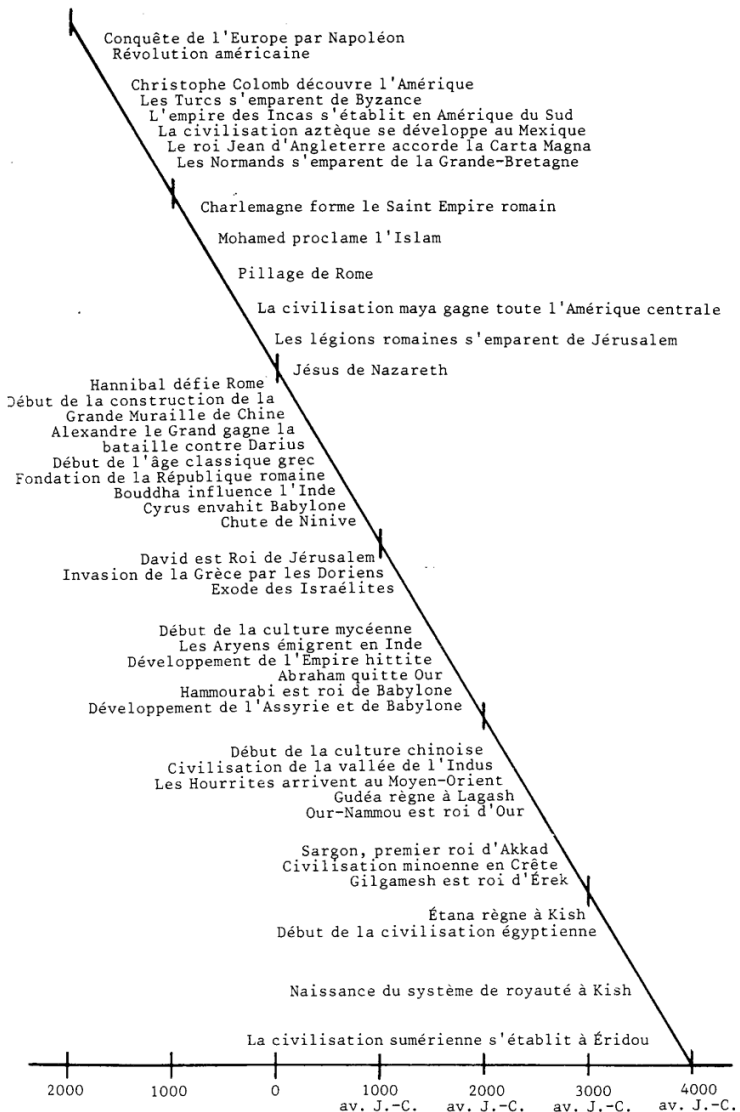 Conquête de l'Europe par Napoléon
Révolution américaine
Christophe Colomb découvre l'Amérique
Les Turcs s'emparent de Byzance
L'empire des Incas s'établit en Amérique du Sud
La civilisation aztèque se développe au Mexique
Le roi Jean d'Angleterre accorde la Carta Magna
Les Normands s'emparent de la Grande-Bretagne
Charlemagne forme le Saint Empire romain
Mohamed proclame l'Islam
Pillage de Rome
La civilisation maya gagne toute l'Amérique centrale
Les légions romaines s'emparent de Jérusalem
Jésus de Nazareth
Hannibal défie Rome
Début de la construction de la
Grande Muraille de Chine
Alexandre le Grand gagne la
bataille contre Darius
Début de l'âge classique grec
Fondation de la République romaine
Bouddha influence l'Inde
Cyrus envahit Babylone
Chute de Ninive
David est Roi de Jérusalem
Invasion de la Grèce par les Doriens
Exode des Israélites
Début de la culture mycéenne
Les Aryens émigrent en Inde
Développement de l'Empire hittite
Abraham quitte Our
Hammourabi est roi de Babylone
Développement de l'Assyrie et de Babylone
Début de la culture chinoise
Civilisation de la vallée de l'Indus
Les Hourrites arrivent au Moyen-Orient
Gudéa règne à Lagash
Our-Nammou est roi d'Our
Sargon, premier roi d'Akkad
Civilisation minoenne en Crête
Gilgamesh est roi d'Érek
Étana règne à Kish
Début de la civilisation égyptienne
Naissance du système de royauté à Kish
La civilisation sumérienne s'établit à Éridou
2000 1000 0 1000 2000 3000 4000
av. J.-C. av. J.-C. av. J.-C. av. J.-C.